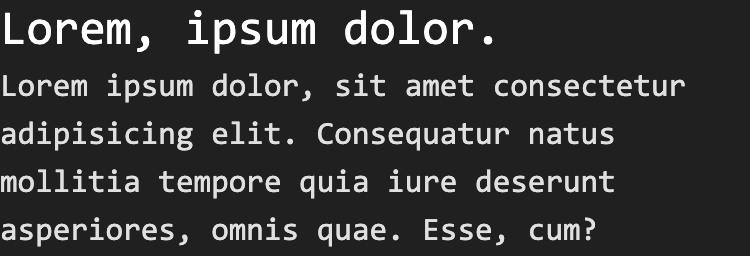 Lorem, ipsum dolor.
Lorem ipsum dolor, sit amet consectetur
adipisicing elit. Consequatur natus
mollitia tempore quia iure deserunt
asperiores, omnis quae. Esse, cum?